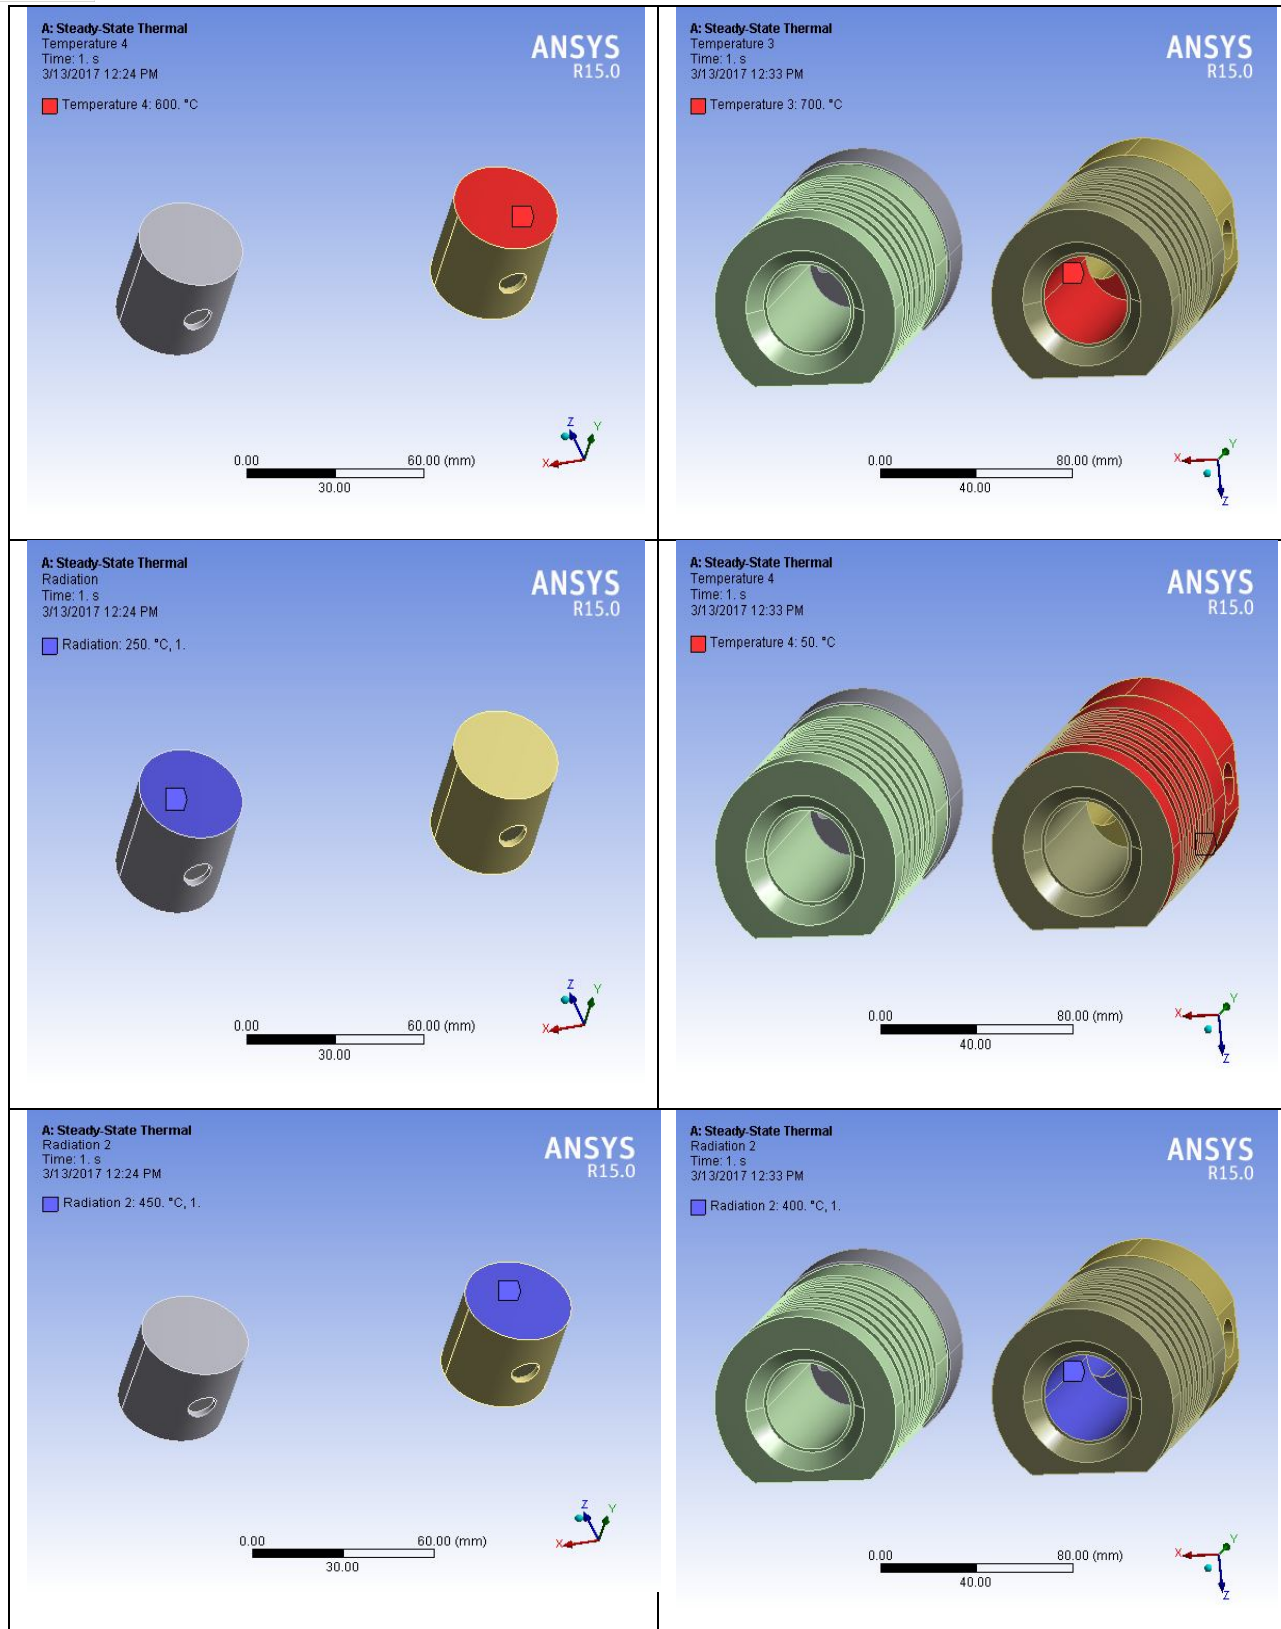 A: Steady-State Thermal
Temperature 4
Time: 1. s
3/13/2017 12:24 PM
ANSYS
R15.0
Temperature 4: 600. °C
Z
Y
X
0.00 60.00 (mm)
30.00
A: Steady-State Thermal
Temperature 3
Time: 1. s
3/13/2017 12:33 PM
ANSYS
R15.0
Temperature 3: 700. °C
Y
X
Z
0.00 80.00 (mm)
40.00
A: Steady-State Thermal
Radiation
Time: 1. s
3/13/2017 12:24 PM
ANSYS
R15.0
Radiation: 250. °C, 1.
Z
Y
X
0.00 60.00 (mm)
30.00
A: Steady-State Thermal
Temperature 4
Time: 1. s
3/13/2017 12:33 PM
ANSYS
R15.0
Temperature 4: 50. °C
Y
X
Z
0.00 80.00 (mm)
40.00
A: Steady-State Thermal
Radiation 2
Time: 1. s
3/13/2017 12:24 PM
ANSYS
R15.0
Radiation 2: 450. °C, 1.
Z
Y
X
0.00 60.00 (mm)
30.00
A: Steady-State Thermal
Radiation 2
Time: 1. s
3/13/2017 12:33 PM
ANSYS
R15.0
Radiation 2: 400. °C, 1.
Y
X
Z
0.00 80.00 (mm)
40.00